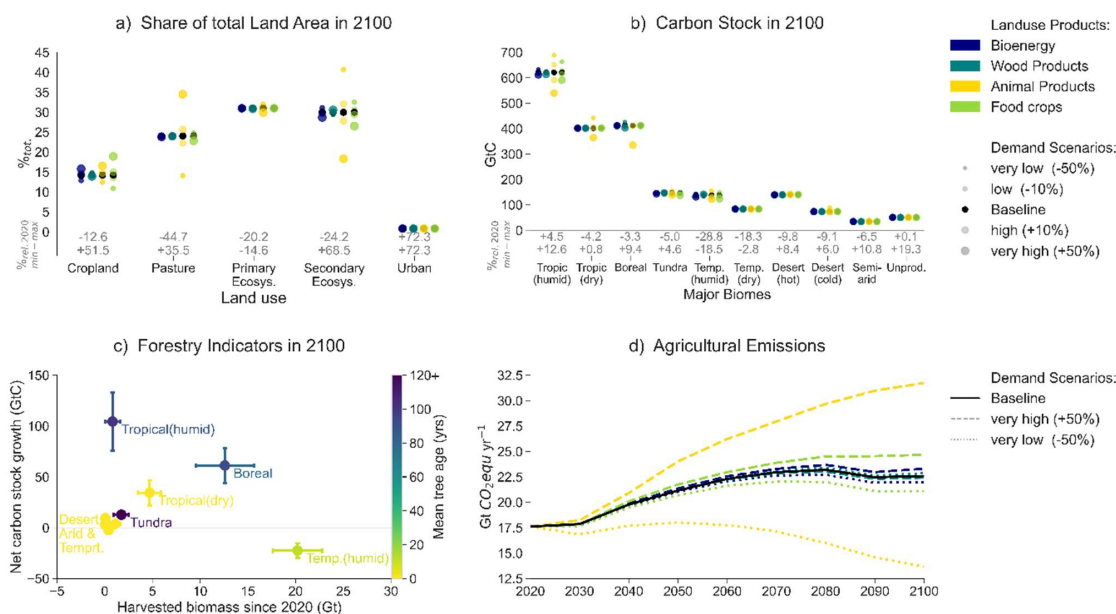 a) Share of total Land Area in 2100
45
40
35
30
25
20
15
10
5
0
%tot.
%rel. 2020
min – max
-12.6 -44.7 -20.2 -24.2 +72.3
+51.5 +35.5 -14.6 +68.5 +72.3
Cropland Pasture Primary Secondary Urban
Ecosys. Ecosys.
Land use
b) Carbon Stock in 2100
700
600
500
400
300
200
100
0
GtC
%rel. 2020
min – max
+4.5 -4.2 -3.3 -5.0 -28.8 -18.3 -9.8 -9.1 -6.5 +0.1
+12.6 +0.8 +9.4 +4.6 -18.5 -2.8 +8.4 +6.0 +10.8 +19.3
Tropic Tropic Boreal Tundra Temp. Temp. Desert Desert Semi- Unprod.
(humid) (dry) (humid) (dry) (hot) (cold) arid
Major Biomes
Landuse Products:
Bioenergy
Wood Products
Animal Products
Food crops
Demand Scenarios:
very low (-50%)
low (-10%)
Baseline
high (+10%)
very high (+50%)
c) Forestry Indicators in 2100
150
100
50
0
−50
Net carbon stock growth (GtC)
Tropical(humid)
Boreal
Tropical(dry)
Desert
Arid &
Temprt.
Tundra
Temp.(humid)
−5 0 5 10 15 20 25 30
Harvested biomass since 2020 (Gt)
120+
100
80
60
40
20
0
Mean tree age (yrs)
d) Agricultural Emissions
32.5
30.0
27.5
25.0
22.5
20.0
17.5
15.0
12.5
Gt CO2equ yr−1
2020 2030 2040 2050 2060 2070 2080 2090 2100
Demand Scenarios:
Baseline
very high (+50%)
very low (-50%)